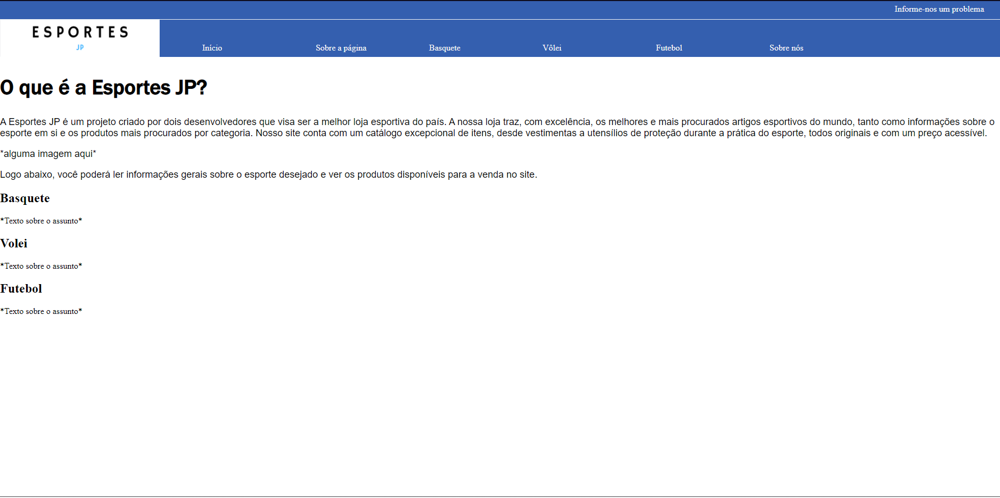 Informe-nos um problema
ESPORTES
JP
Início Sobre a página Basquete Vôlei Futebol Sobre nós
O que é a Esportes JP?
A Esportes JP é um projeto criado por dois desenvolvedores que visa ser a melhor loja esportiva do país. A nossa loja traz, com excelência, os melhores e mais procurados artigos esportivos do mundo, tanto como informações sobre o
esporte em si e os produtos mais procurados por categoria. Nosso site conta com um catálogo excepcional de itens, desde vestimentas a utensílios de proteção durante a prática do esporte, todos originais e com um preço acessível.
*alguma imagem aqui*
Logo abaixo, você poderá ler informações gerais sobre o esporte desejado e ver os produtos disponíveis para a venda no site.
Basquete
*Texto sobre o assunto*
Volei
*Texto sobre o assunto*
Futebol
*Texto sobre o assunto*